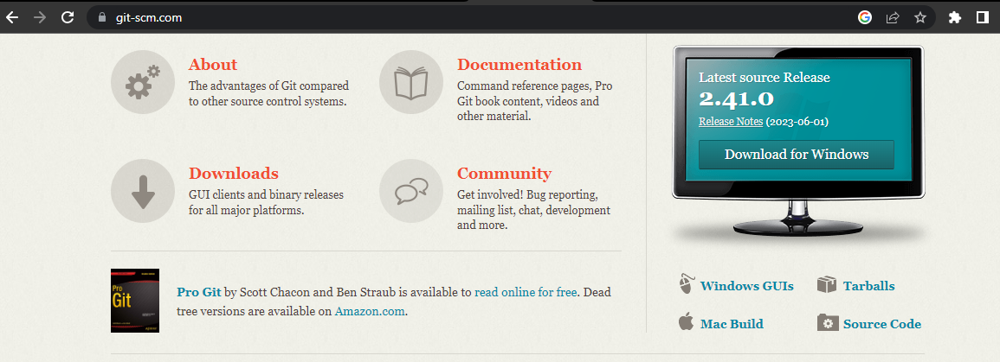 git-scm.com
About
The advantages of Git compared
to other source control systems.
Documentation
Command reference pages, Pro
Git book content, videos and
other material.
Downloads
GUI clients and binary releases
for all major platforms.
Community
Get involved! Bug reporting,
mailing list, chat, development
and more.
Pro
Git
Pro Git by Scott Chacon and Ben Straub is available to read online for free. Dead
tree versions are available on Amazon.com.
Latest source Release
2.41.0
Release Notes (2023-06-01)
Download for Windows
Windows GUIs
Tarballs
Mac Build
Source Code